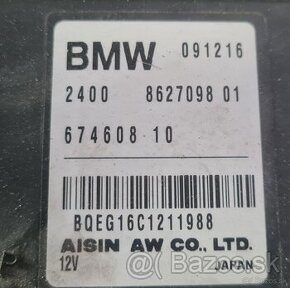 BMW 091216
2400 8627098 01
674608 10
BQEG16C1211988
AISIN AW CO., LTD.
12V JAPAN
bazos.sk